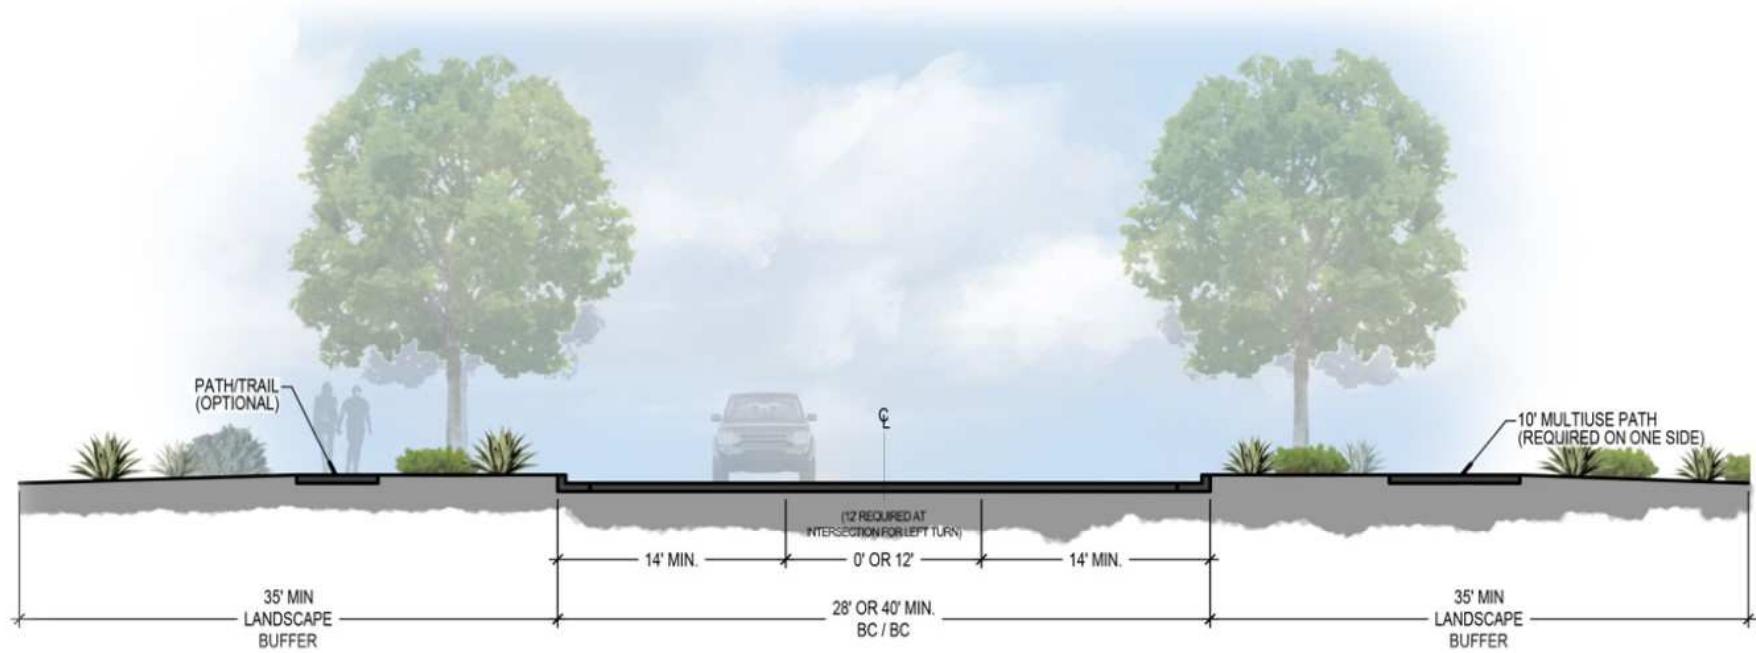 PATH/TRAIL
(OPTIONAL)
℄
10' MULTIUSE PATH
(REQUIRED ON ONE SIDE)
(12' REQUIRED AT
INTERSECTION FOR LEFT TURN)
14' MIN.
0' OR 12'
14' MIN.
35' MIN
LANDSCAPE
BUFFER
28' OR 40' MIN.
BC / BC
35' MIN
LANDSCAPE
BUFFER